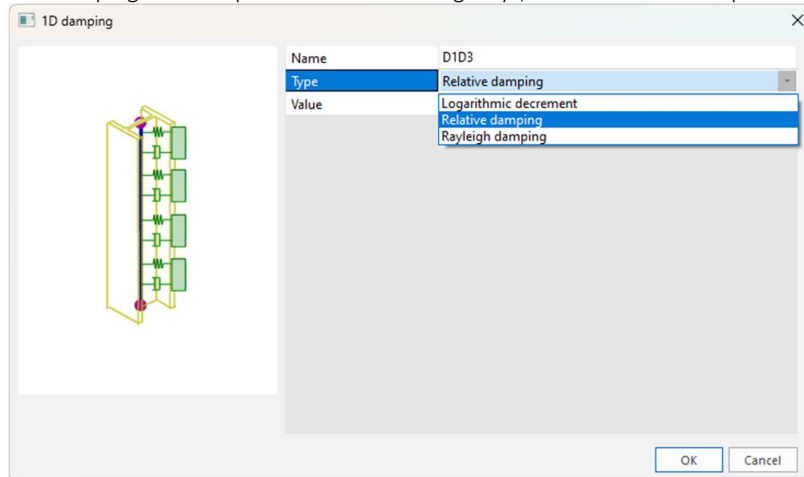 1D damping
Name D1D3
Type Relative damping
Value Logarithmic decrement
Relative damping
Rayleigh damping
OK Cancel